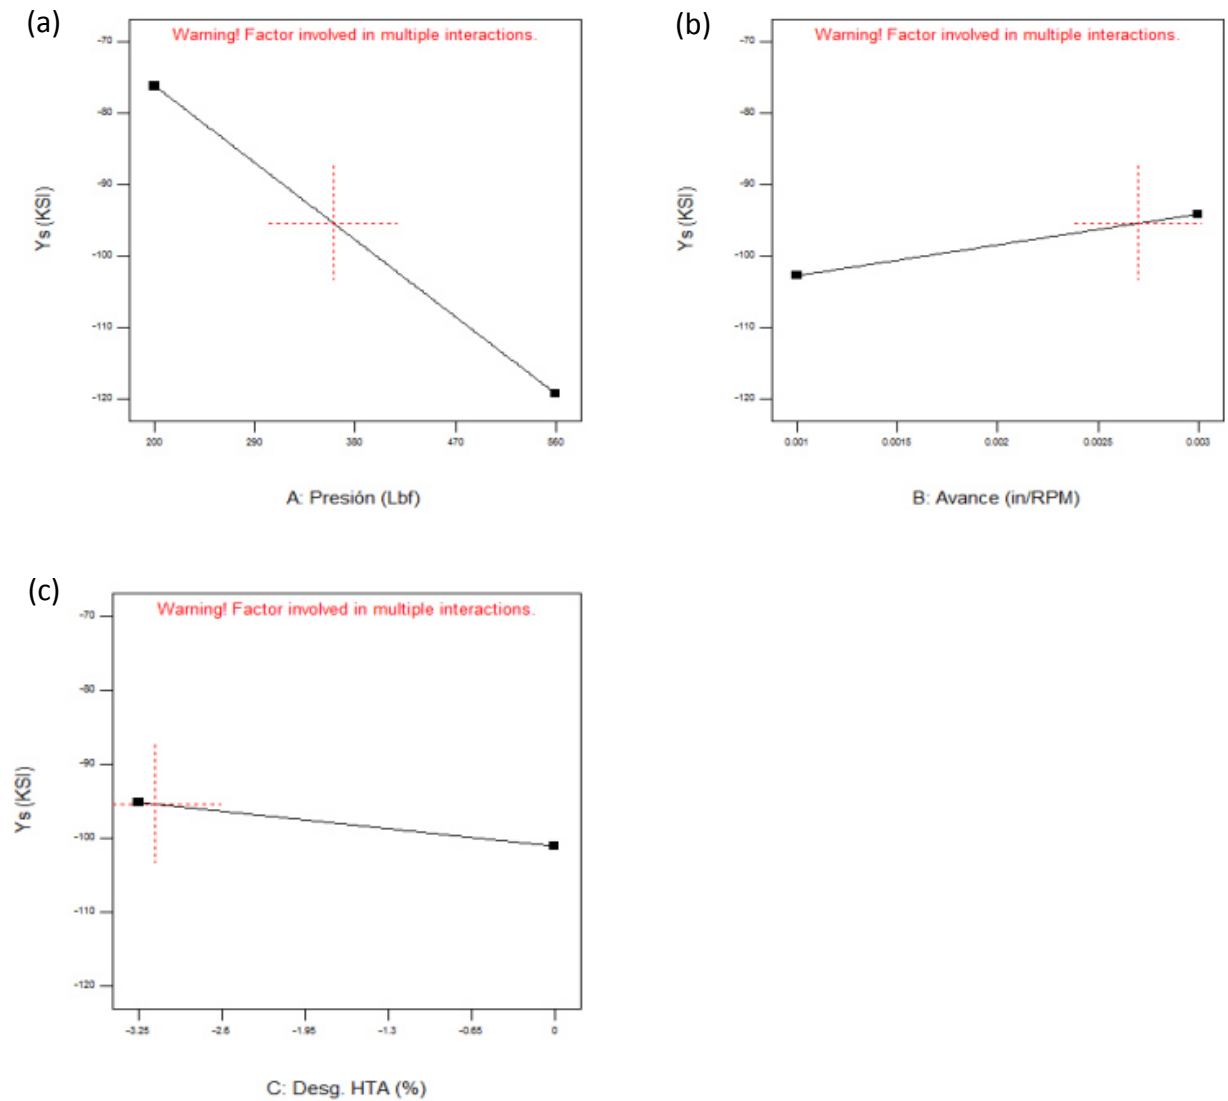 (a)
Warning! Factor involved in multiple interactions.
-70
-80
-90
-100
-110
-120
Ys (KSI)
200 290 380 470 560
A: Presión (Lbf)
(b)
Warning! Factor involved in multiple interactions.
-70
-80
-90
-100
-110
-120
Ys (KSI)
0.001 0.0015 0.002 0.0025 0.003
B: Avance (in/RPM)
(c)
Warning! Factor involved in multiple interactions.
-70
-80
-90
-100
-110
-120
Ys (KSI)
-3.25 -2.6 -1.95 -1.3 -0.65 0
C: Desg. HTA (%)